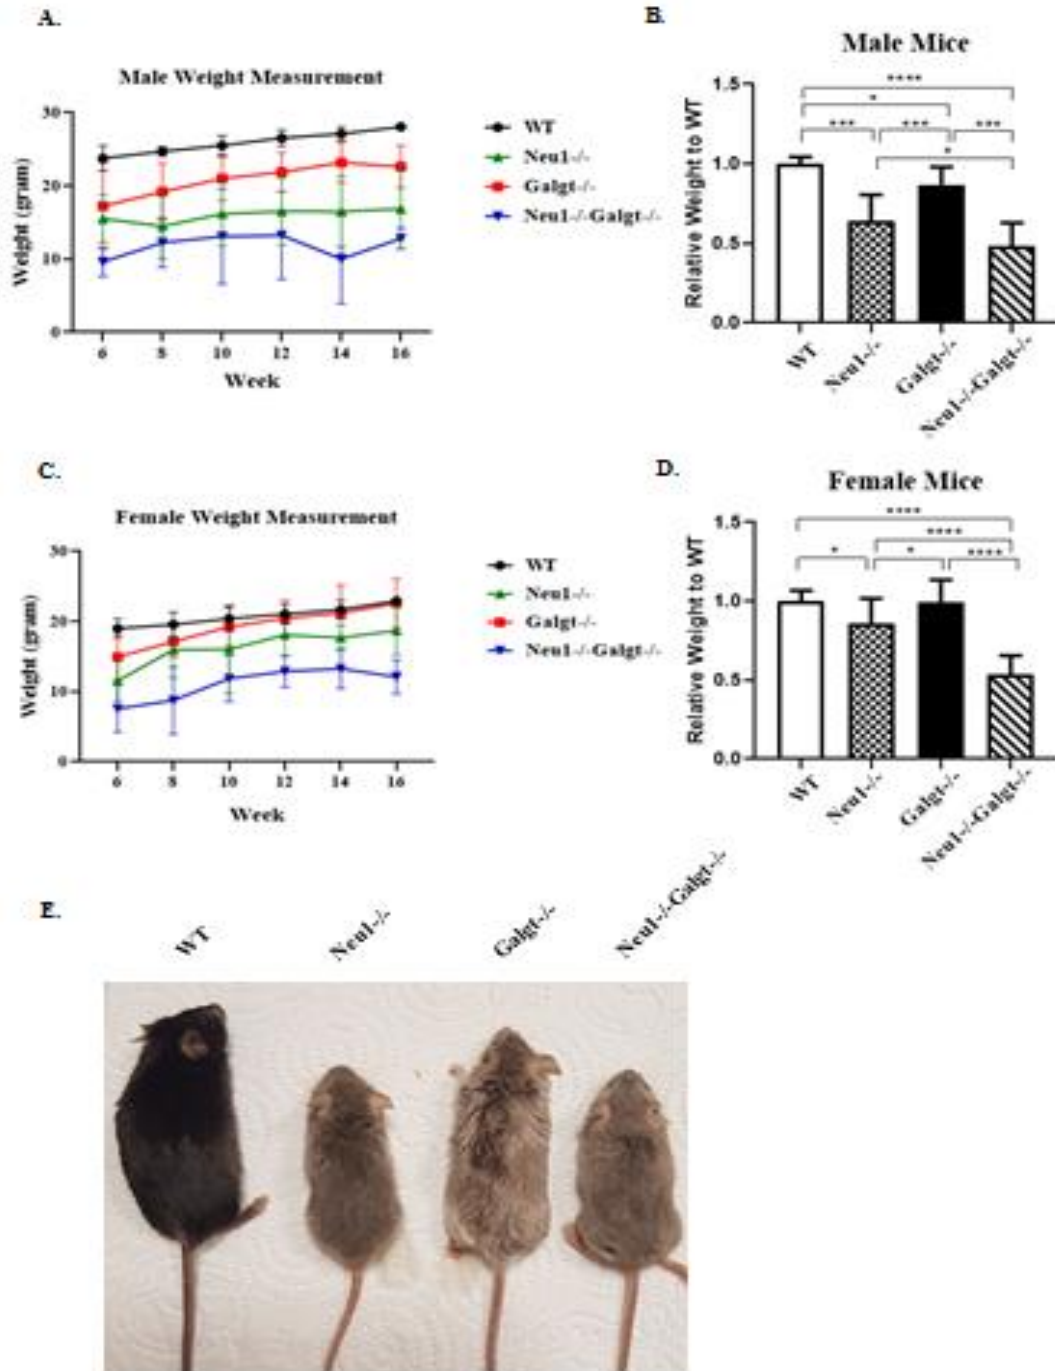 A.
Male Weight Measurement
30
20
10
0
Weight (gram)
6 8 10 12 14 16
Week
WT
Neu1-/-
Galgt-/-
Neu1-/-Galgt-/-
B.
Male Mice
1.5
1.0
0.5
0.0
Relative Weight to WT
****
*
*** *** ***
*
WT Neu1-/- Galgt-/- Neu1-/-Galgt-/-
C.
Female Weight Measurement
30
20
10
0
Weight (gram)
6 8 10 12 14 16
Week
WT
Neu1-/-
Galgt-/-
Neu1-/-Galgt-/-
D.
Female Mice
1.5
1.0
0.5
0.0
Relative Weight to WT
****
****
* * ****
WT Neu1-/- Galgt-/- Neu1-/-Galgt-/-
E.
WT Neu1-/- Galgt-/- Neu1-/-Galgt-/-